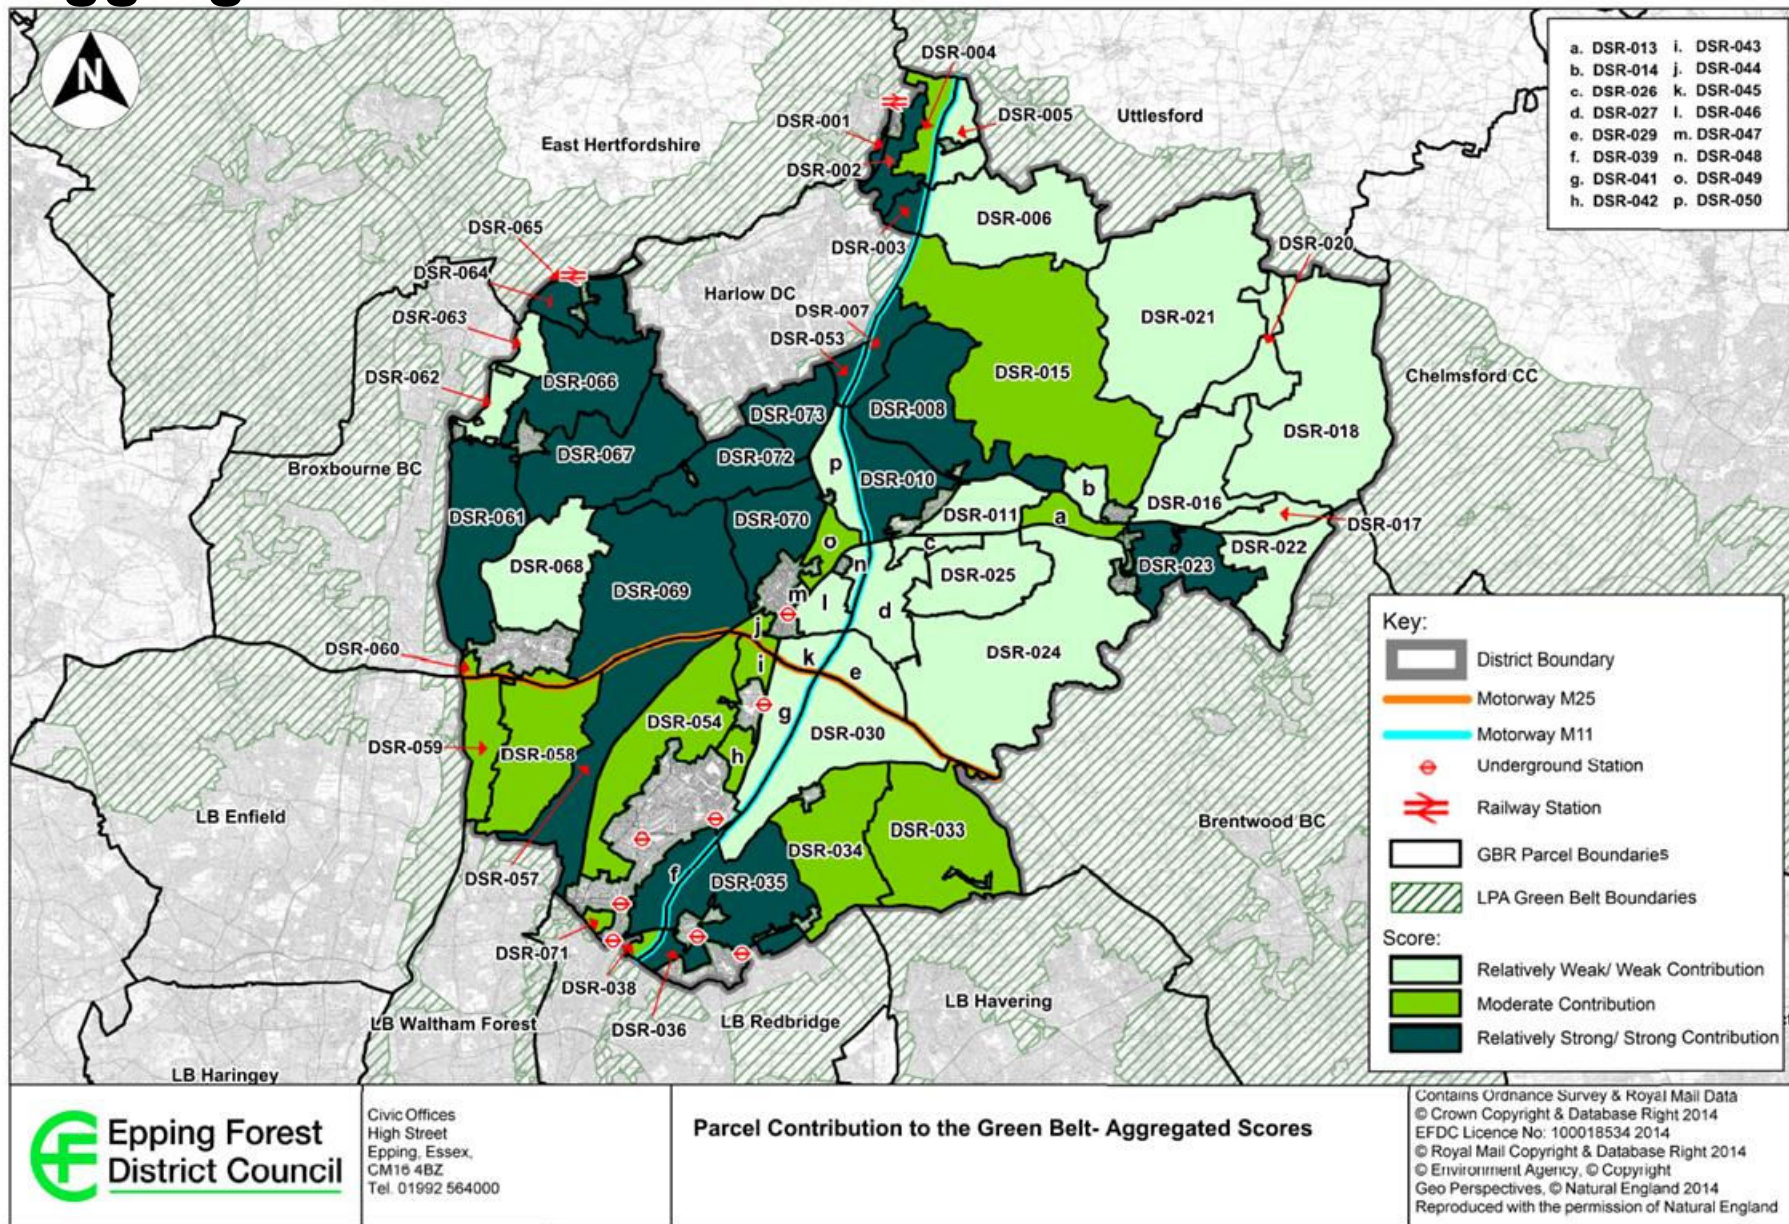 N
DSR-004
DSR-001
DSR-005
Uttlesford
East Hertfordshire
DSR-002
DSR-006
DSR-003
DSR-020
DSR-065
DSR-064
Harlow DC
DSR-063
DSR-007
DSR-053
DSR-021
DSR-062
DSR-066
DSR-015
Chelmsford CC
DSR-073
DSR-008
DSR-018
Broxbourne BC
DSR-067
DSR-072
p
DSR-010
b
DSR-016
DSR-061
DSR-070
DSR-011
a
DSR-017
o
c
DSR-022
DSR-068
n
DSR-025
DSR-023
DSR-069
m
l
d
j
DSR-060
k
i
e
DSR-024
g
DSR-054
DSR-030
DSR-059
DSR-058
h
LB Enfield
Brentwood BC
DSR-033
DSR-034
DSR-057
f
DSR-035
DSR-071
DSR-038
LB Havering
LB Waltham Forest
DSR-036
LB Redbridge
LB Haringey
a. DSR-013 i. DSR-043
b. DSR-014 j. DSR-044
c. DSR-026 k. DSR-045
d. DSR-027 l. DSR-046
e. DSR-029 m. DSR-047
f. DSR-039 n. DSR-048
g. DSR-041 o. DSR-049
h. DSR-042 p. DSR-050
Key:
District Boundary
Motorway M25
Motorway M11
Underground Station
Railway Station
GBR Parcel Boundaries
LPA Green Belt Boundaries
Score:
Relatively Weak/ Weak Contribution
Moderate Contribution
Relatively Strong/ Strong Contribution
Epping Forest
District Council
Civic Offices
High Street
Epping, Essex,
CM16 4BZ
Tel. 01992 564000
Parcel Contribution to the Green Belt- Aggregated Scores
Contains Ordnance Survey & Royal Mail Data
© Crown Copyright & Database Right 2014
EFDC Licence No: 100018534 2014
© Royal Mail Copyright & Database Right 2014
© Environment Agency, © Copyright
Geo Perspectives, © Natural England 2014
Reproduced with the permission of Natural England